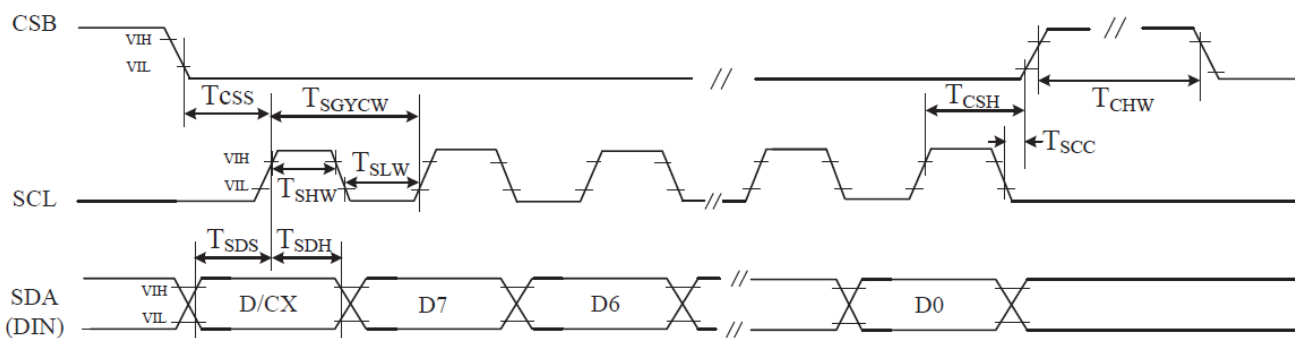 CSB
VIH
VIL
//
//
Tcss
TSGYCW
TCSH
TCHW
TSCC
SCL
VIH
VIL
TSHW
TSLW
//
TSDS
TSDH
SDA
(DIN)
VIH
VIL
D/CX
D7
D6
//
//
D0